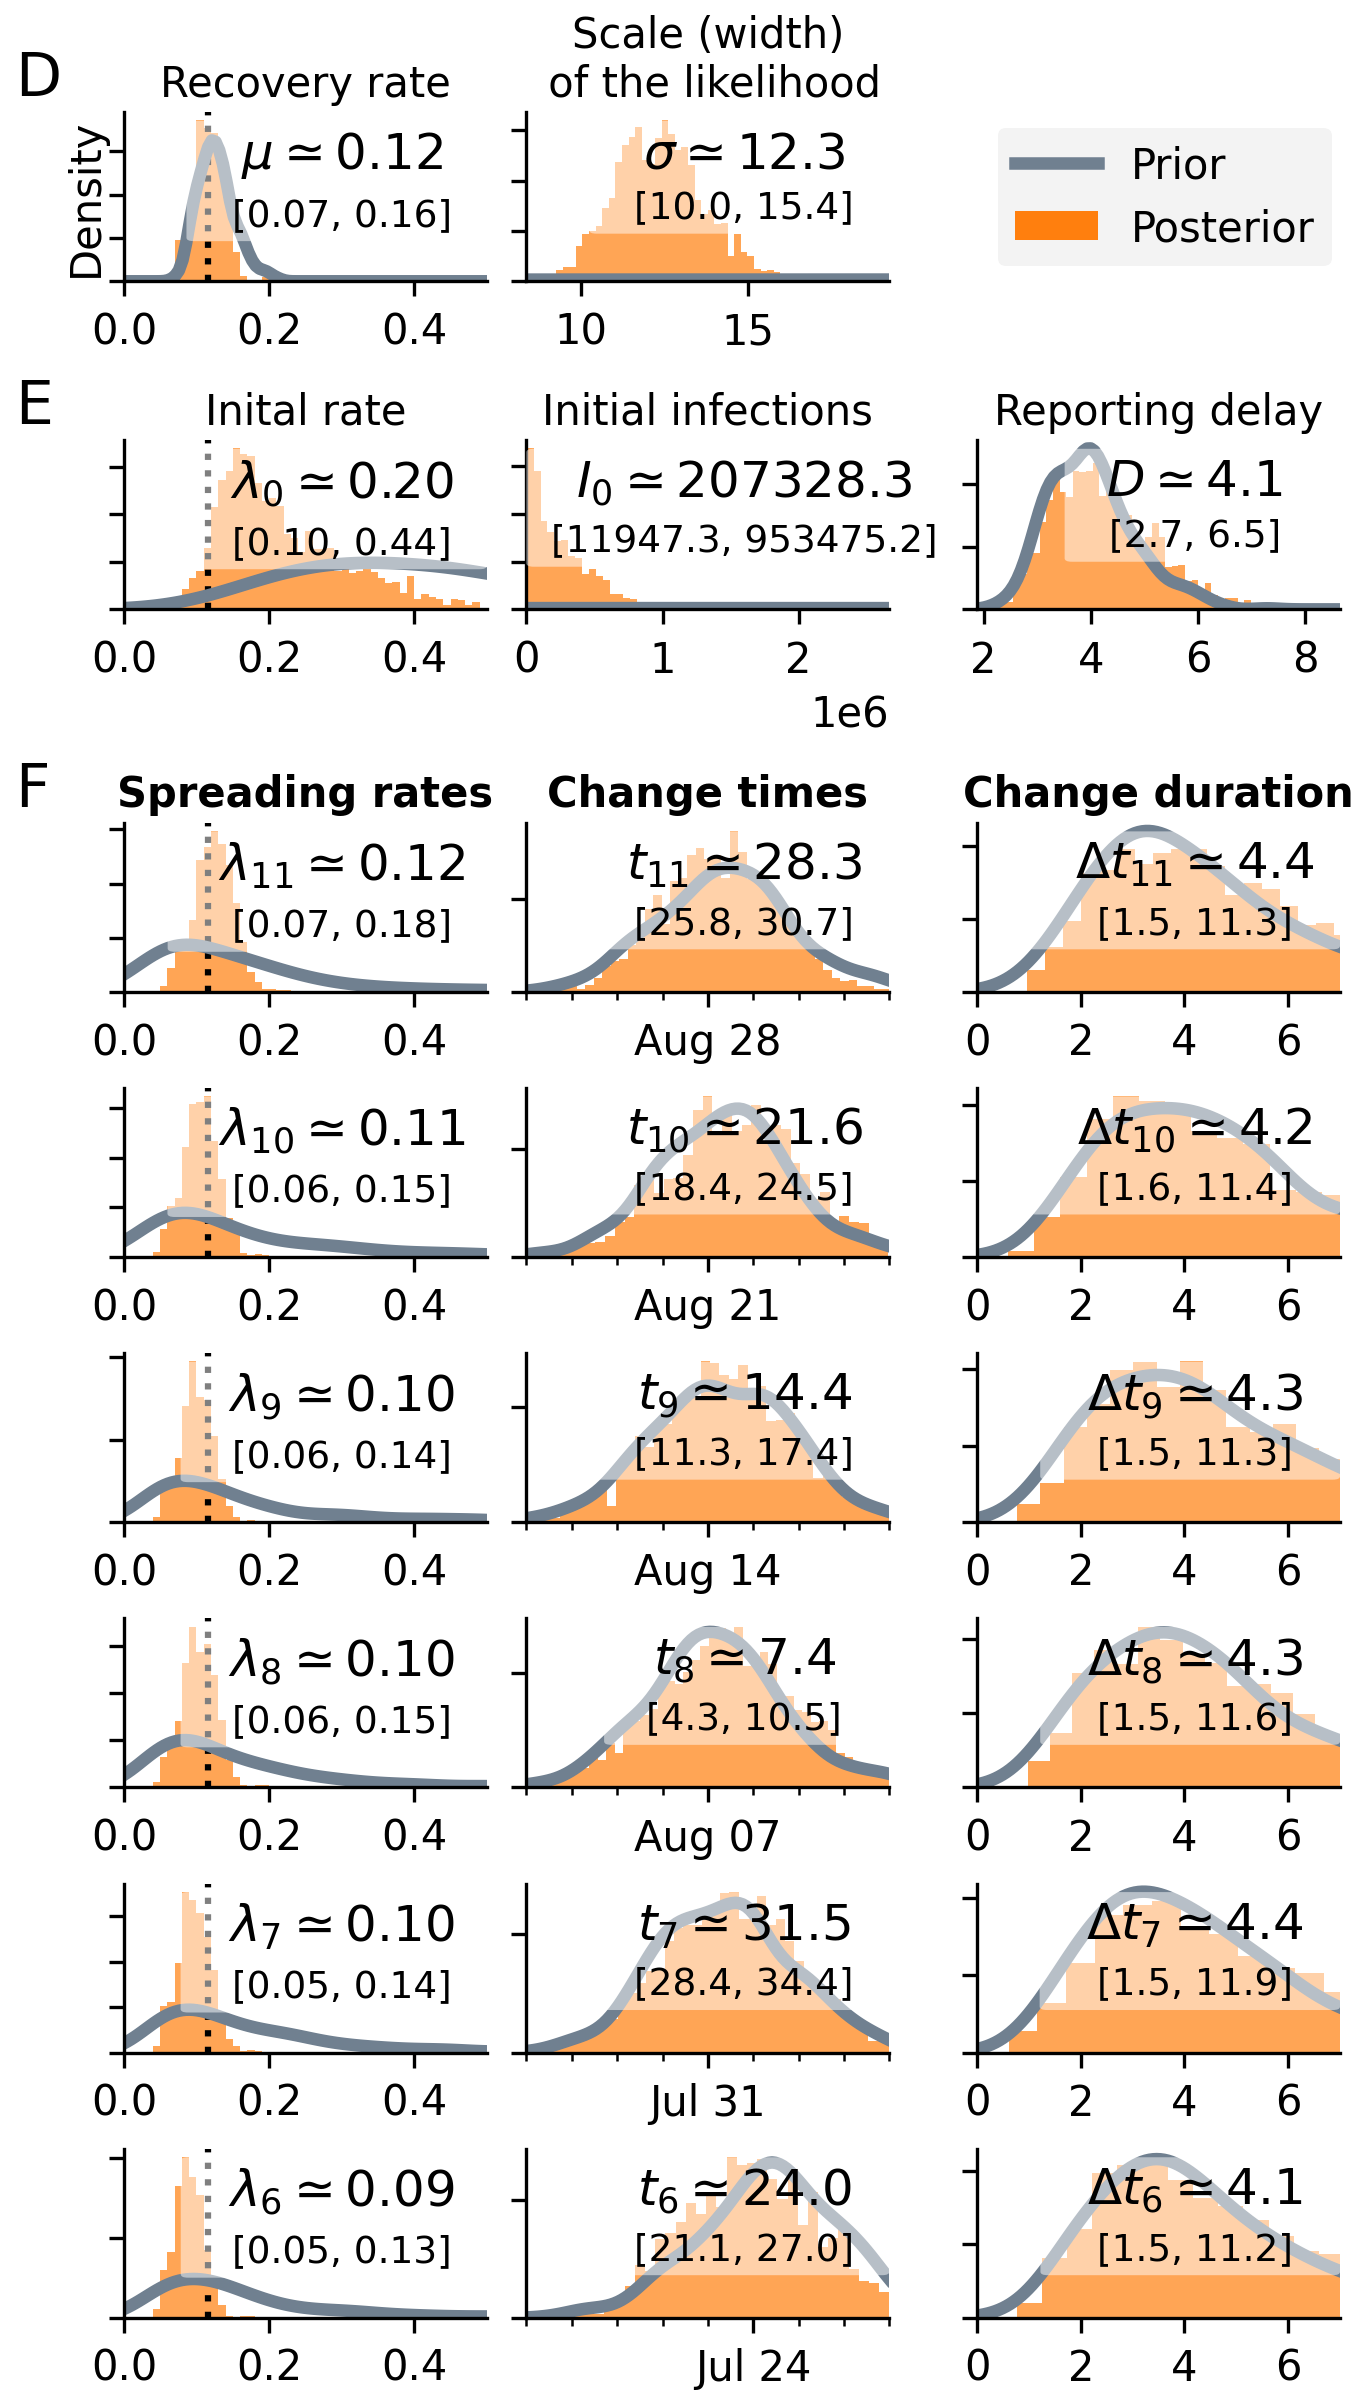 D
Recovery rate
Scale (width)
of the likelihood
Density
μ ≃ 0.12
[0.07, 0.16]
σ ≃ 12.3
[10.0, 15.4]
Prior
Posterior
0.0 0.2 0.4
10 15
E
Inital rate
Initial infections
Reporting delay
λ0 ≃ 0.20
[0.10, 0.44]
I0 ≃ 207328.3
[11947.3, 953475.2]
D ≃ 4.1
[2.7, 6.5]
0.0 0.2 0.4
0 1 2
1e6
2 4 6 8
F
Spreading rates
Change times
Change duration
λ11 ≃ 0.12
[0.07, 0.18]
t11 ≃ 28.3
[25.8, 30.7]
Δt11 ≃ 4.4
[1.5, 11.3]
0.0 0.2 0.4
Aug 28
0 2 4 6
λ10 ≃ 0.11
[0.06, 0.15]
t10 ≃ 21.6
[18.4, 24.5]
Δt10 ≃ 4.2
[1.6, 11.4]
0.0 0.2 0.4
Aug 21
0 2 4 6
λ9 ≃ 0.10
[0.06, 0.14]
t9 ≃ 14.4
[11.3, 17.4]
Δt9 ≃ 4.3
[1.5, 11.3]
0.0 0.2 0.4
Aug 14
0 2 4 6
λ8 ≃ 0.10
[0.06, 0.15]
t8 ≃ 7.4
[4.3, 10.5]
Δt8 ≃ 4.3
[1.5, 11.6]
0.0 0.2 0.4
Aug 07
0 2 4 6
λ7 ≃ 0.10
[0.05, 0.14]
t7 ≃ 31.5
[28.4, 34.4]
Δt7 ≃ 4.4
[1.5, 11.9]
0.0 0.2 0.4
Jul 31
0 2 4 6
λ6 ≃ 0.09
[0.05, 0.13]
t6 ≃ 24.0
[21.1, 27.0]
Δt6 ≃ 4.1
[1.5, 11.2]
0.0 0.2 0.4
Jul 24
0 2 4 6